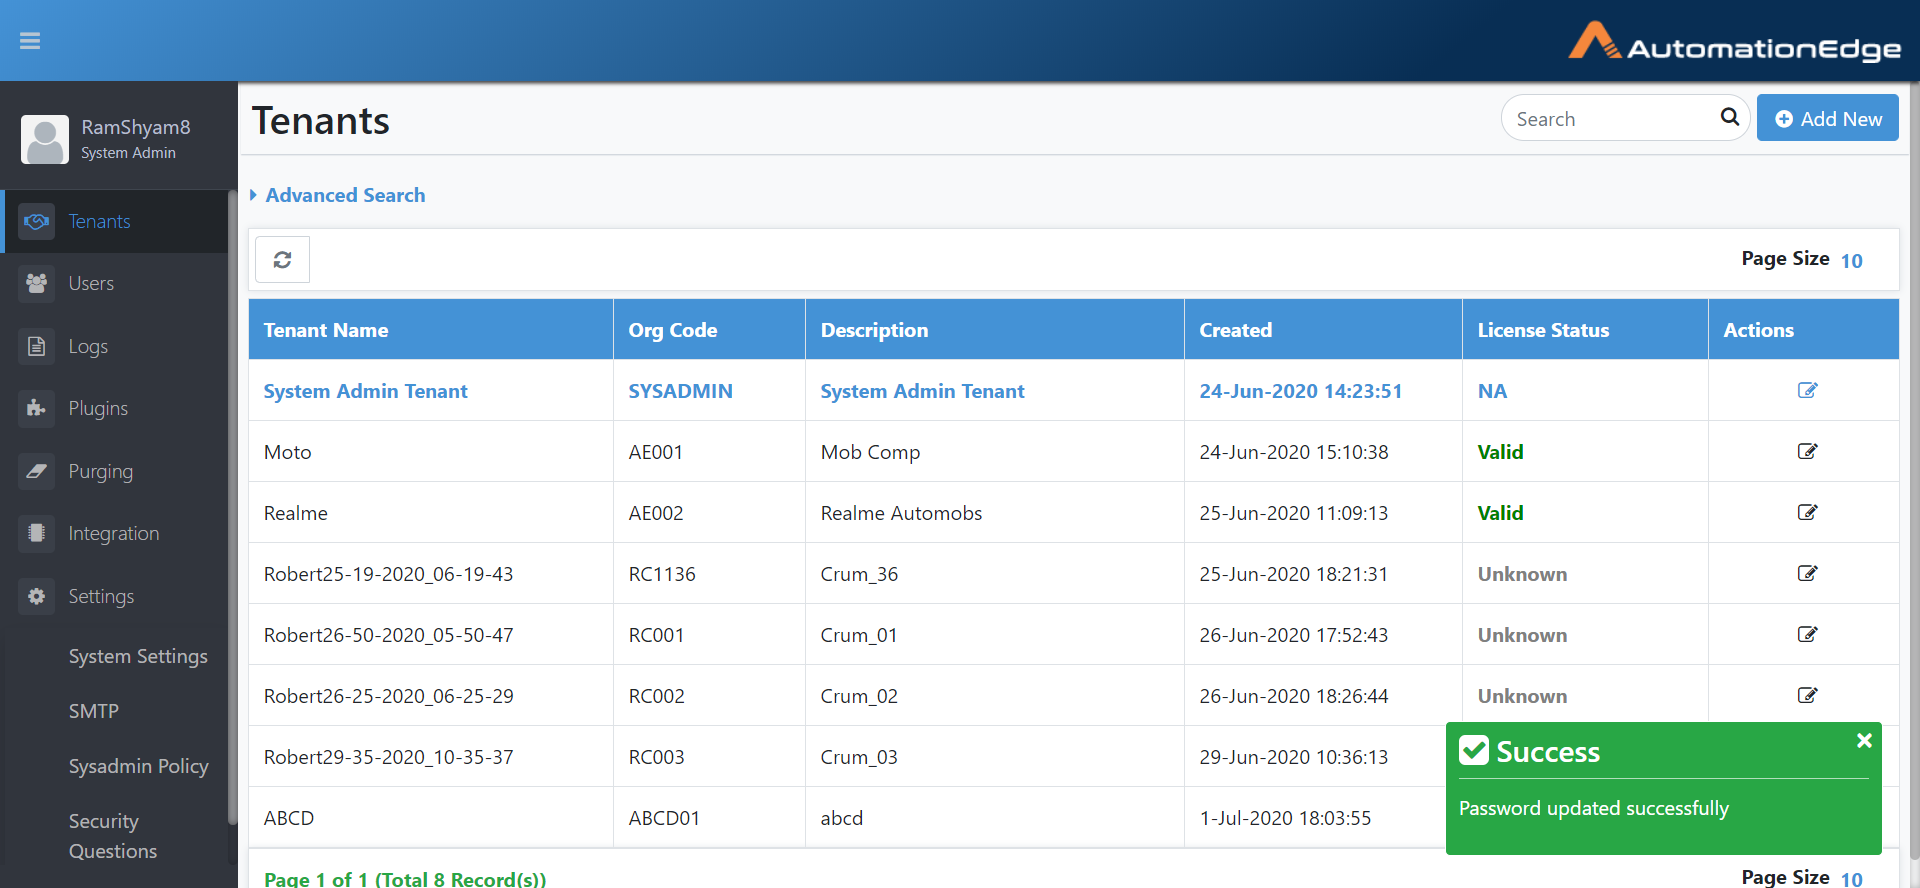 AutomationEdge
RamShyam8
System Admin
Tenants
Users
Logs
Plugins
Purging
Integration
Settings
System Settings
SMTP
Sysadmin Policy
Security
Questions
Tenants
Search
Add New
Advanced Search
Page Size 10
Tenant Name Org Code Description Created License Status Actions
System Admin Tenant SYSADMIN System Admin Tenant 24-Jun-2020 14:23:51 NA
Moto AE001 Mob Comp 24-Jun-2020 15:10:38 Valid
Realme AE002 Realme Automobs 25-Jun-2020 11:09:13 Valid
Robert25-19-2020_06-19-43 RC1136 Crum_36 25-Jun-2020 18:21:31 Unknown
Robert26-50-2020_05-50-47 RC001 Crum_01 26-Jun-2020 17:52:43 Unknown
Robert26-25-2020_06-25-29 RC002 Crum_02 26-Jun-2020 18:26:44 Unknown
Robert29-35-2020_10-35-37 RC003 Crum_03 29-Jun-2020 10:36:13
ABCD ABCD01 abcd 1-Jul-2020 18:03:55
Success
Password updated successfully
Page 1 of 1 (Total 8 Record(s))
Page Size 10